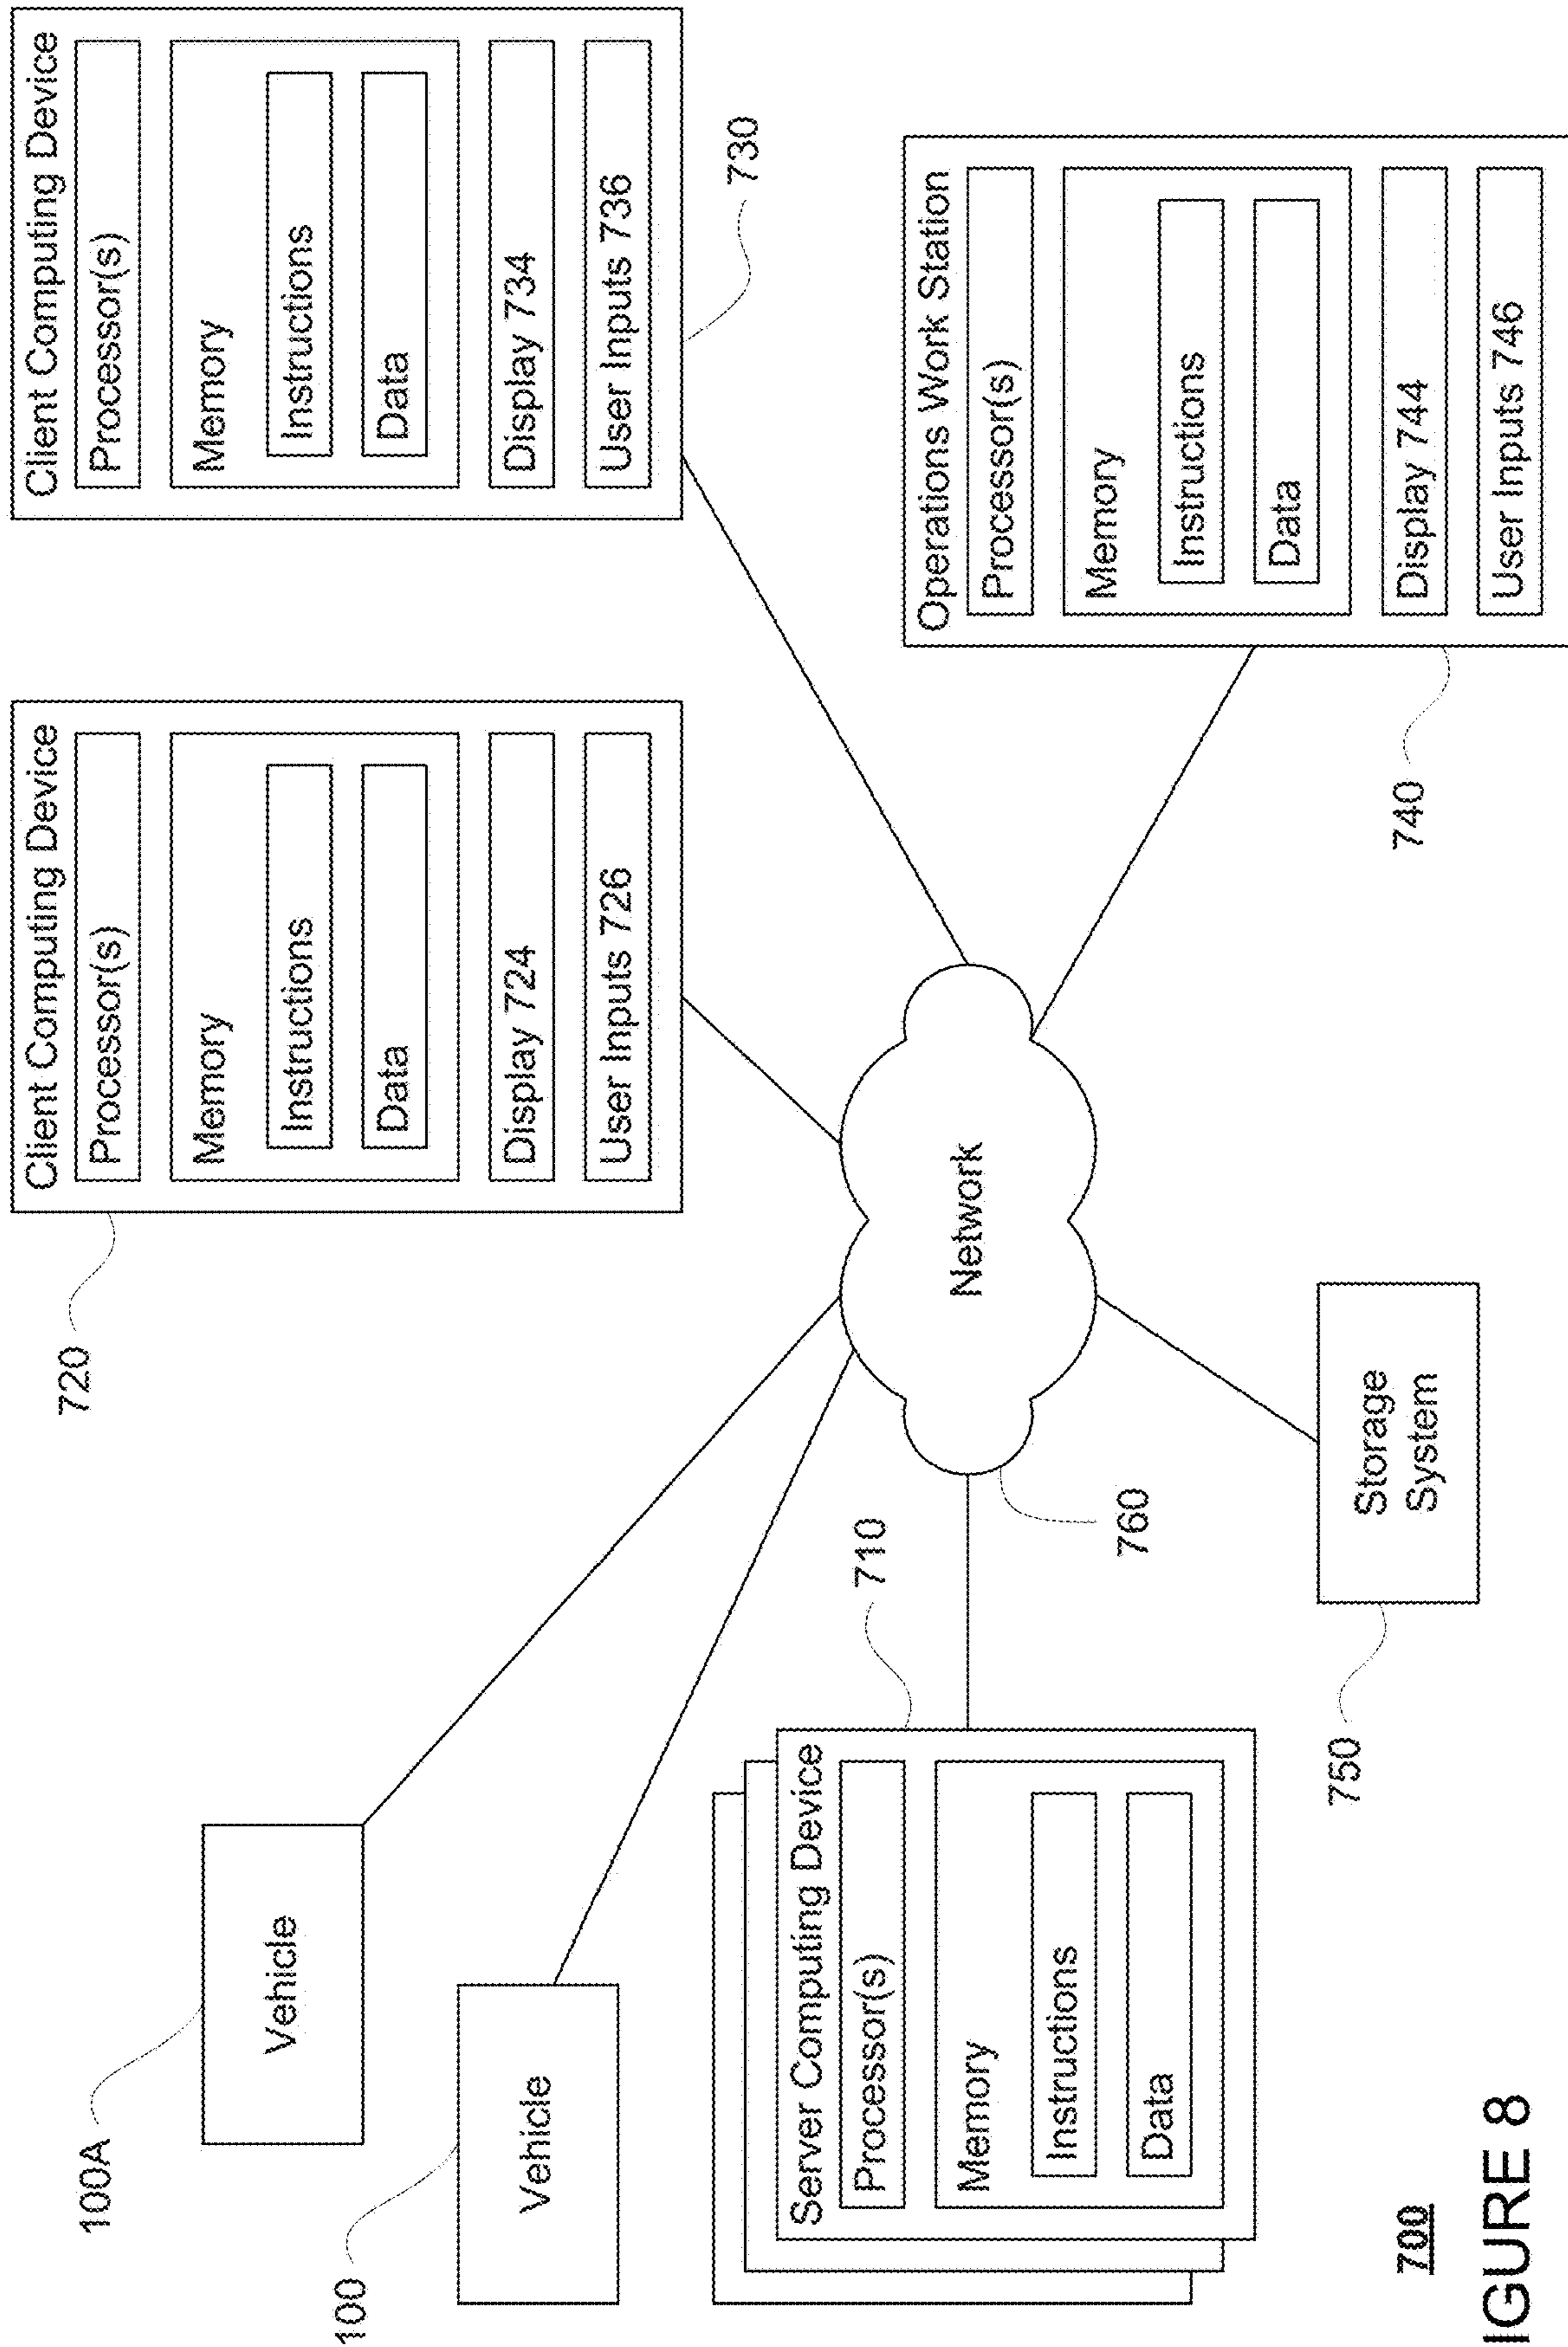 100A
Vehicle
100
Vehicle
720
Client Computing Device
Processor(s)
Memory
Instructions
Data
Display 724
User Inputs 726
Client Computing Device
Processor(s)
Memory
Instructions
Data
Display 734
User Inputs 736
730
Server Computing Device
Processor(s)
Memory
Instructions
Data
710
Network
760
Operations Work Station
Processor(s)
Memory
Instructions
Data
Display 744
User Inputs 746
740
Storage
System
750
700
IGURE 8